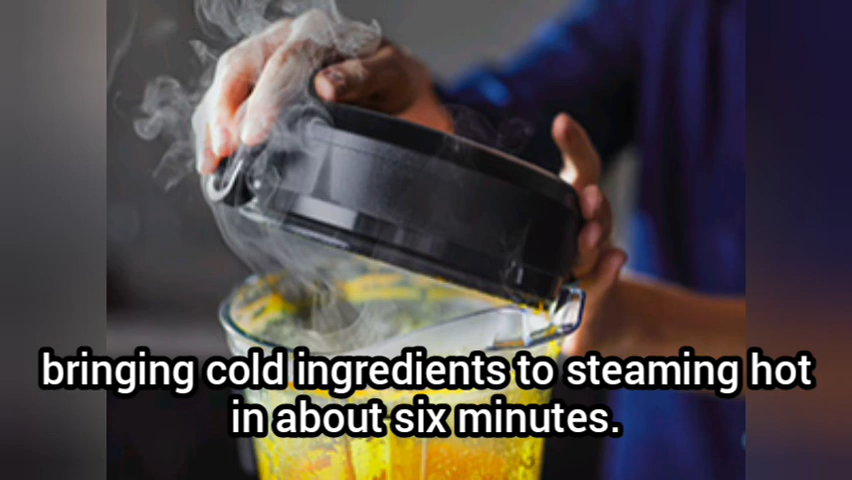 bringing cold ingredients to steaming hot
in about six minutes.